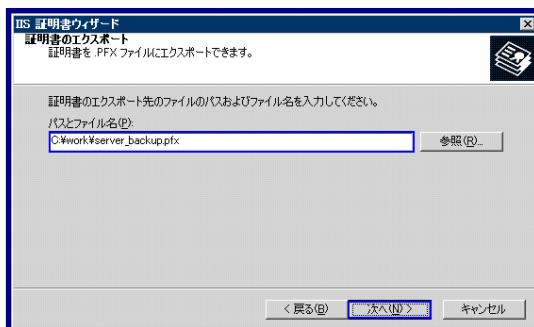 IIS 証明書ウィザード
証明書のエクスポート
証明書を .PFX ファイルにエクスポートできます。
証明書のエクスポート先のファイルのパスおよびファイル名を入力してください。
パスとファイル名(P):
C:¥work¥server_backup.pfx
参照(R)...
< 戻る(B)
次へ(N) >
キャンセル